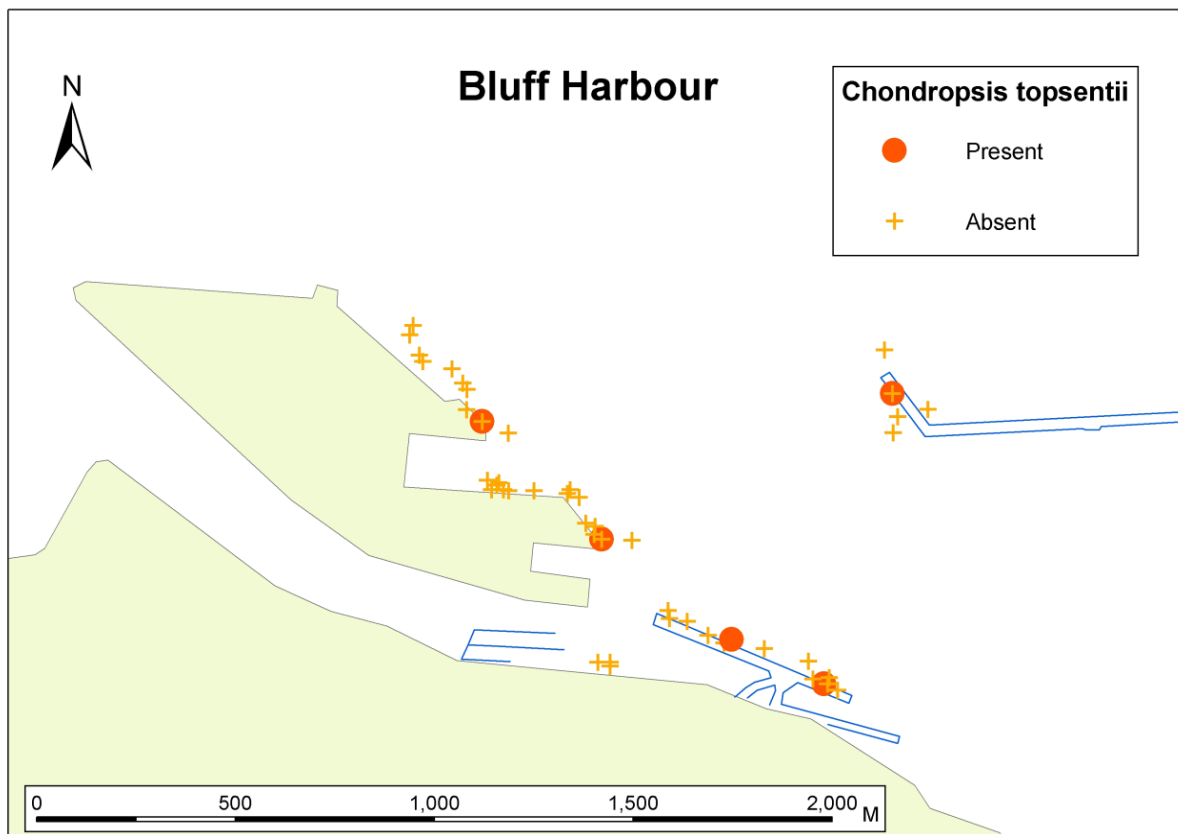 Bluff Harbour
N
Chondropsis topsentii
Present
Absent
0 500 1,000 1,500 2,000 M